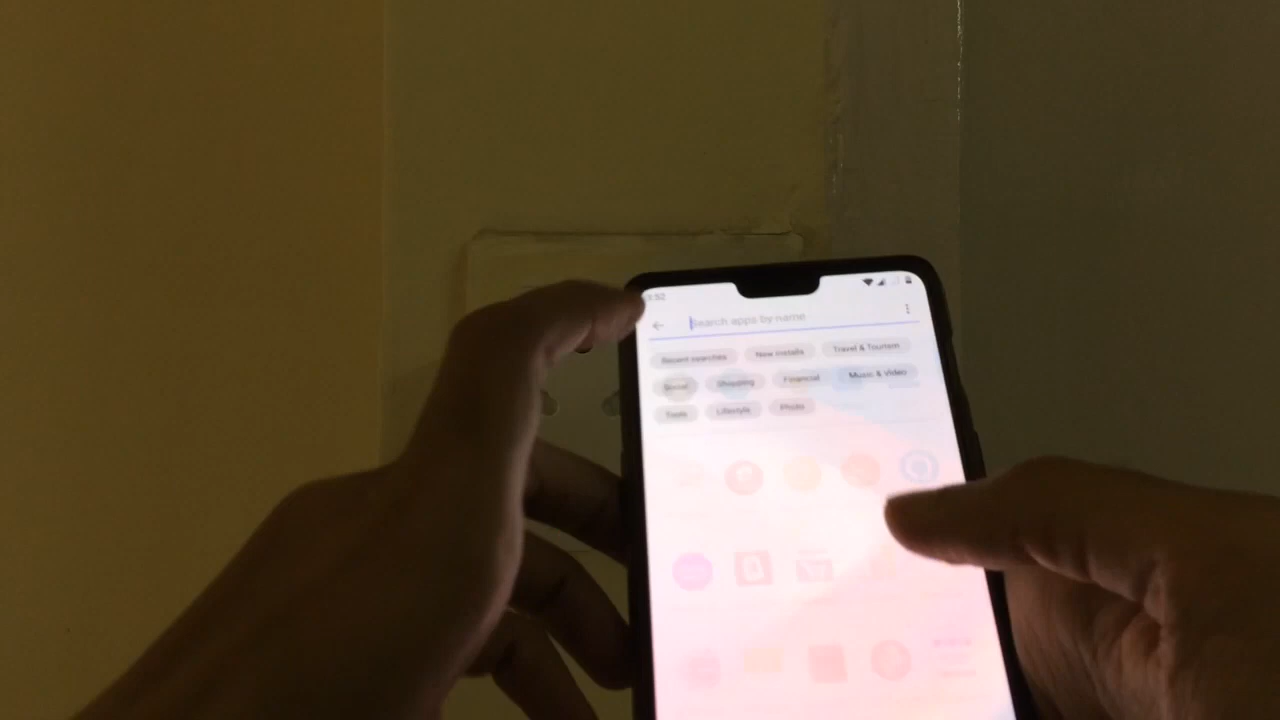 Search apps by name
Recent searches New installs Travel & Tourism
Social Shopping Financial Music & Video
Tools Lifestyle Photo